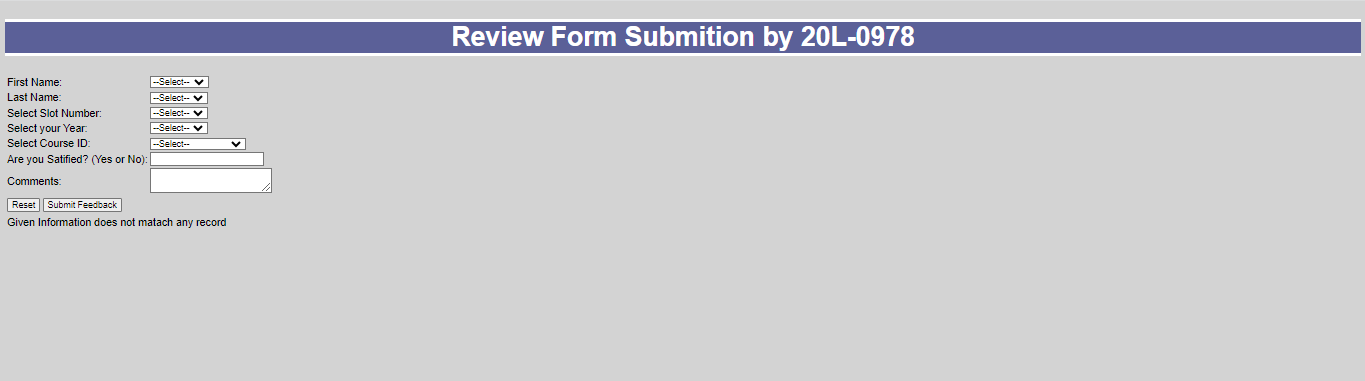 Review Form Submition by 20L-0978
First Name: --Select--
Last Name: --Select--
Select Slot Number: --Select--
Select your Year: --Select--
Select Course ID: --Select--
Are you Satified? (Yes or No):
Comments:
Reset Submit Feedback
Given Information does not matach any record